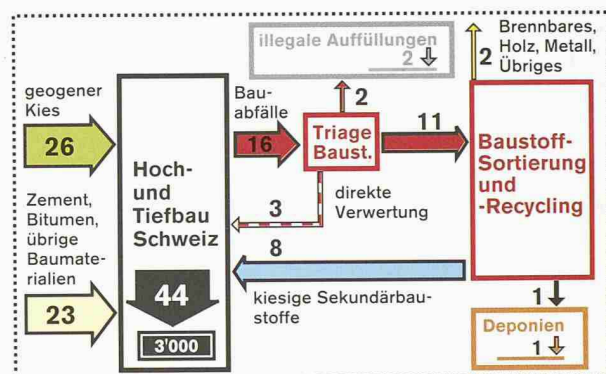 illegale Auffüllungen
2
Brennbares,
Holz, Metall,
Übriges
2
geogener
Kies
26
Bau-
abfälle
16
2
Triage
Baust.
11
Baustoff-
Sortierung
und
-Recycling
Hoch-
und
Tiefbau
Schweiz
3
direkte
Verwertung
Zement,
Bitumen,
übrige
Baumate-
rialien
23
8
kiesige Sekundärbau-
stoffe
44
3'000
1
Deponien
1